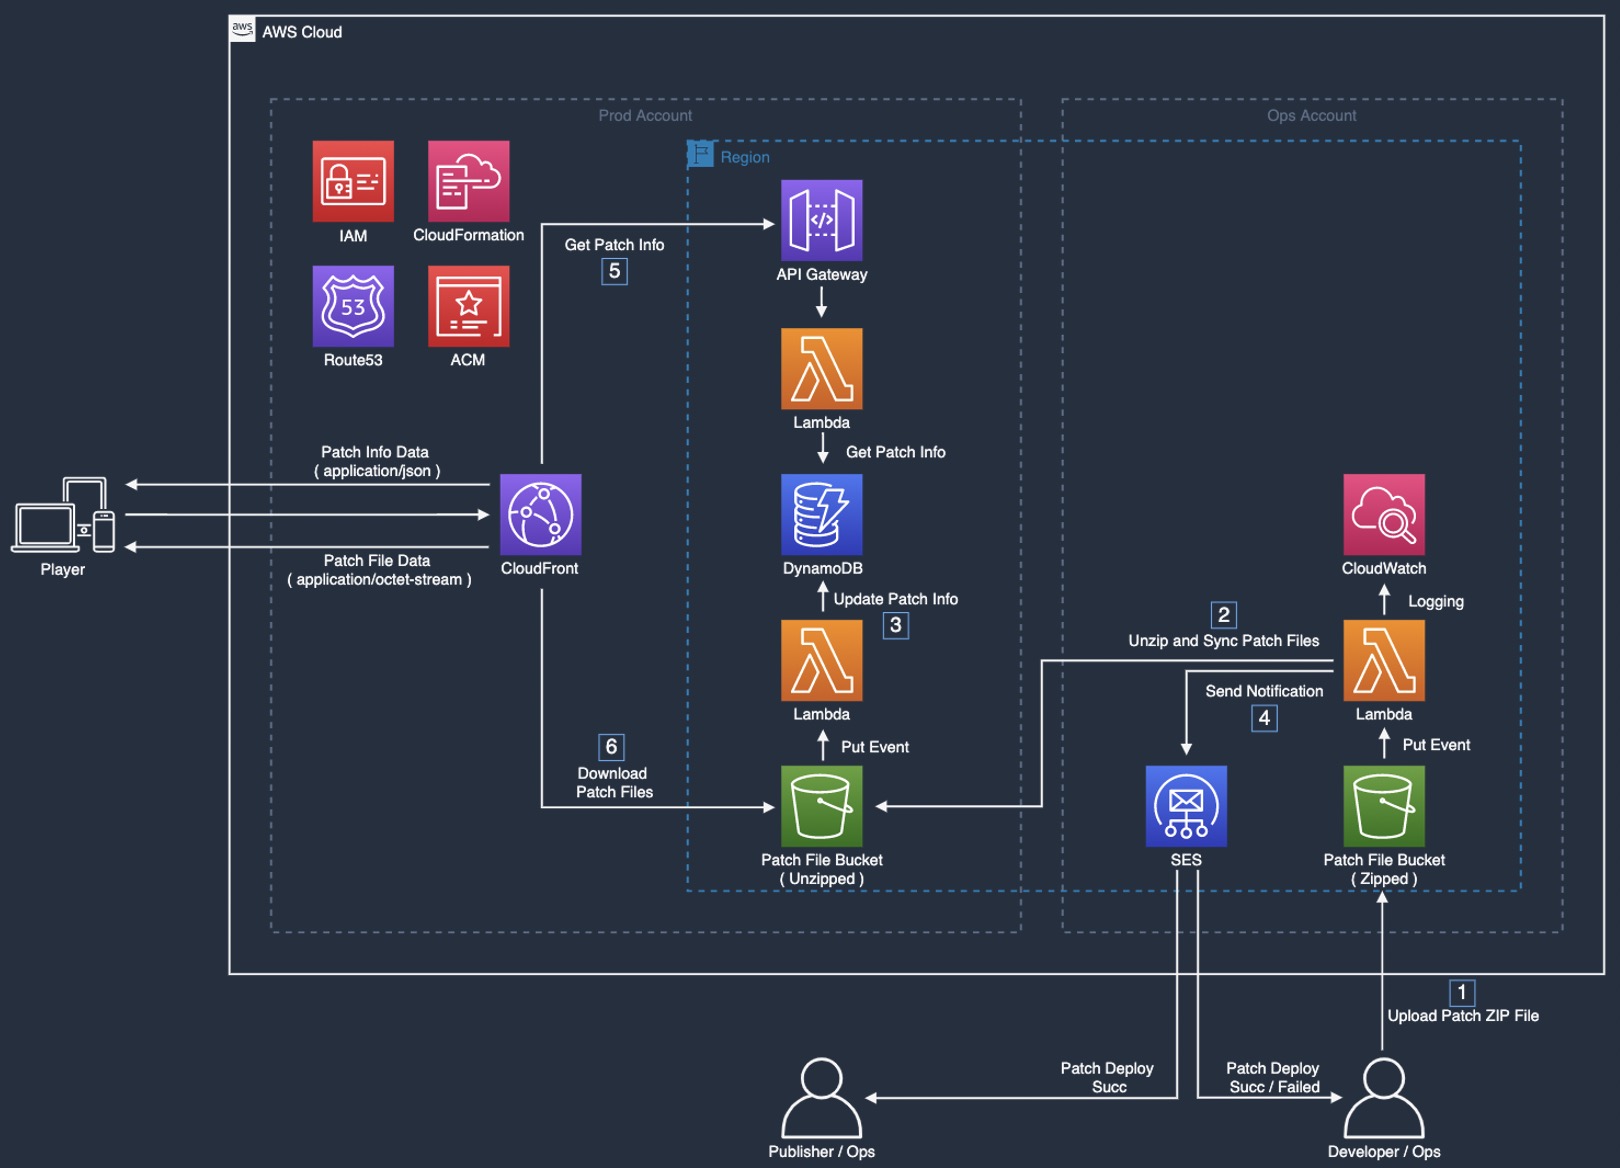 aws
AWS Cloud
Prod Account
Ops Account
Region
IAM
CloudFormation
53
Route53
ACM
Get Patch Info
5
</>
API Gateway
Lambda
Get Patch Info
Patch Info Data
( application/json )
Player
Patch File Data
( application/octet-stream )
CloudFront
DynamoDB
Update Patch Info
3
Lambda
Put Event
6
Download
Patch Files
Patch File Bucket
( Unzipped )
CloudWatch
Logging
2
Unzip and Sync Patch Files
Send Notification
4
Lambda
Put Event
SES
Patch File Bucket
( Zipped )
1
Upload Patch ZIP File
Patch Deploy
Succ
Patch Deploy
Succ / Failed
Publisher / Ops
Developer / Ops